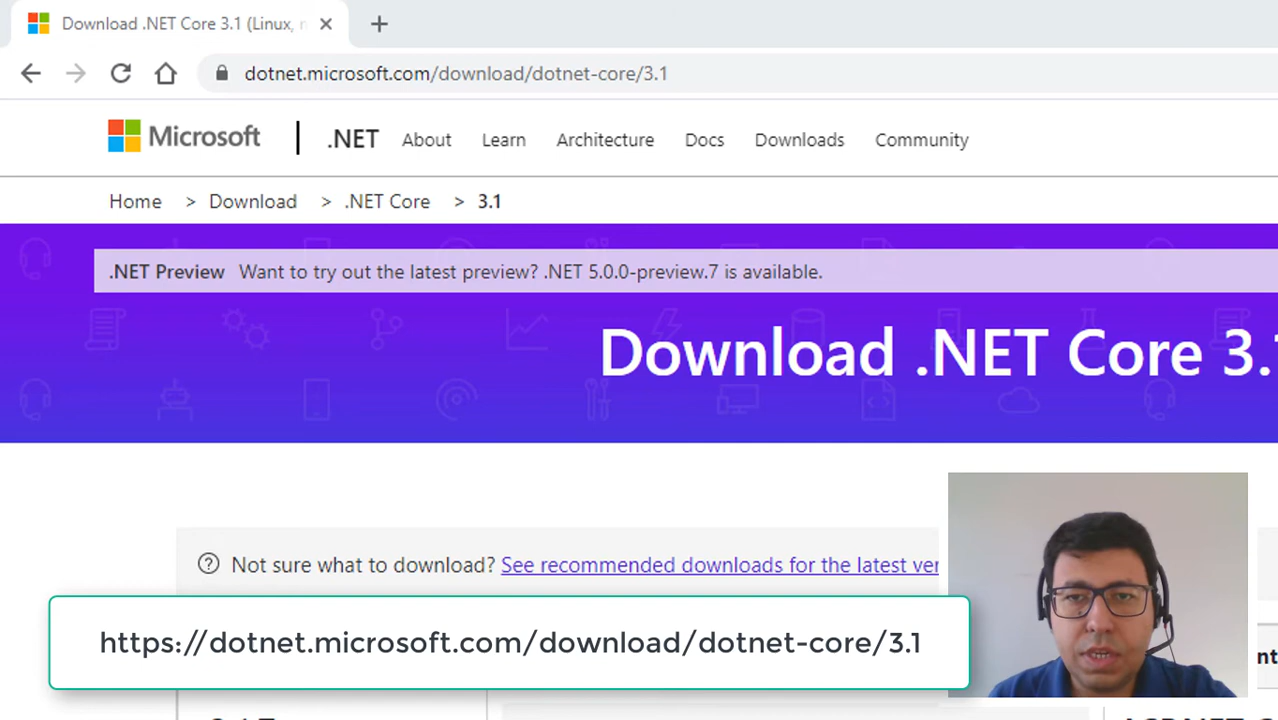 Download .NET Core 3.1 (Linux,
dotnet.microsoft.com/download/dotnet-core/3.1
Microsoft .NET About Learn Architecture Docs Downloads Community
Home > Download > .NET Core > 3.1
.NET Preview Want to try out the latest preview? .NET 5.0.0-preview.7 is available.
Download .NET Core 3.1
Not sure what to download? See recommended downloads for the latest ver
https://dotnet.microsoft.com/download/dotnet-core/3.1